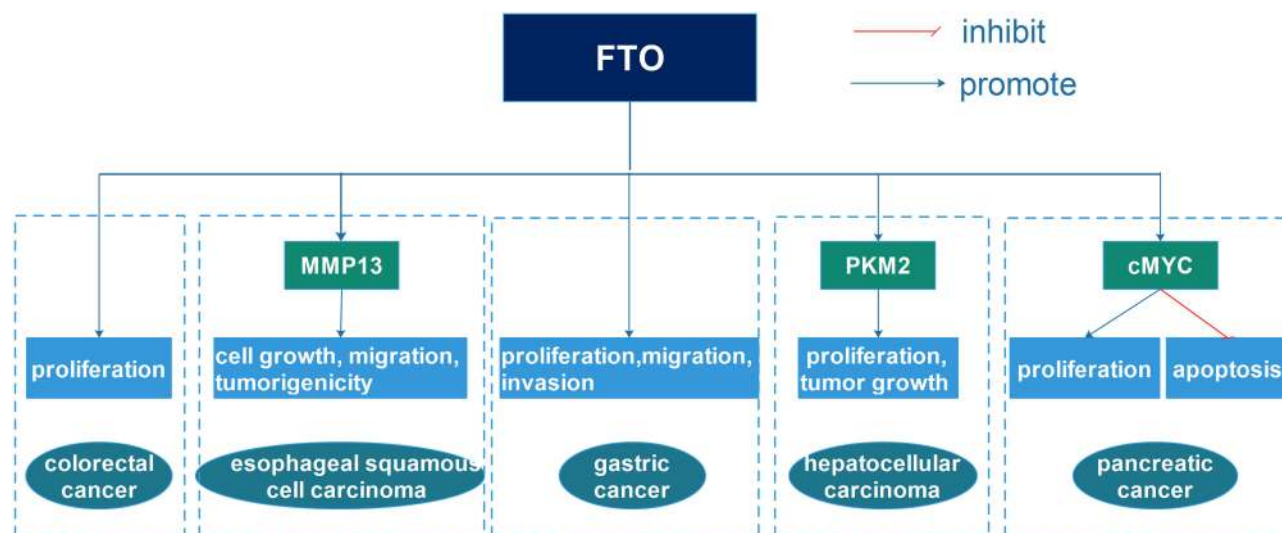 FTO
inhibit
promote
MMP13
PKM2
cMYC
proliferation
cell growth, migration,
tumorigenicity
proliferation,migration,
invasion
proliferation,
tumor growth
proliferation
apoptosis
colorectal
cancer
esophageal squamous
cell carcinoma
gastric
cancer
hepatocellular
carcinoma
pancreatic
cancer